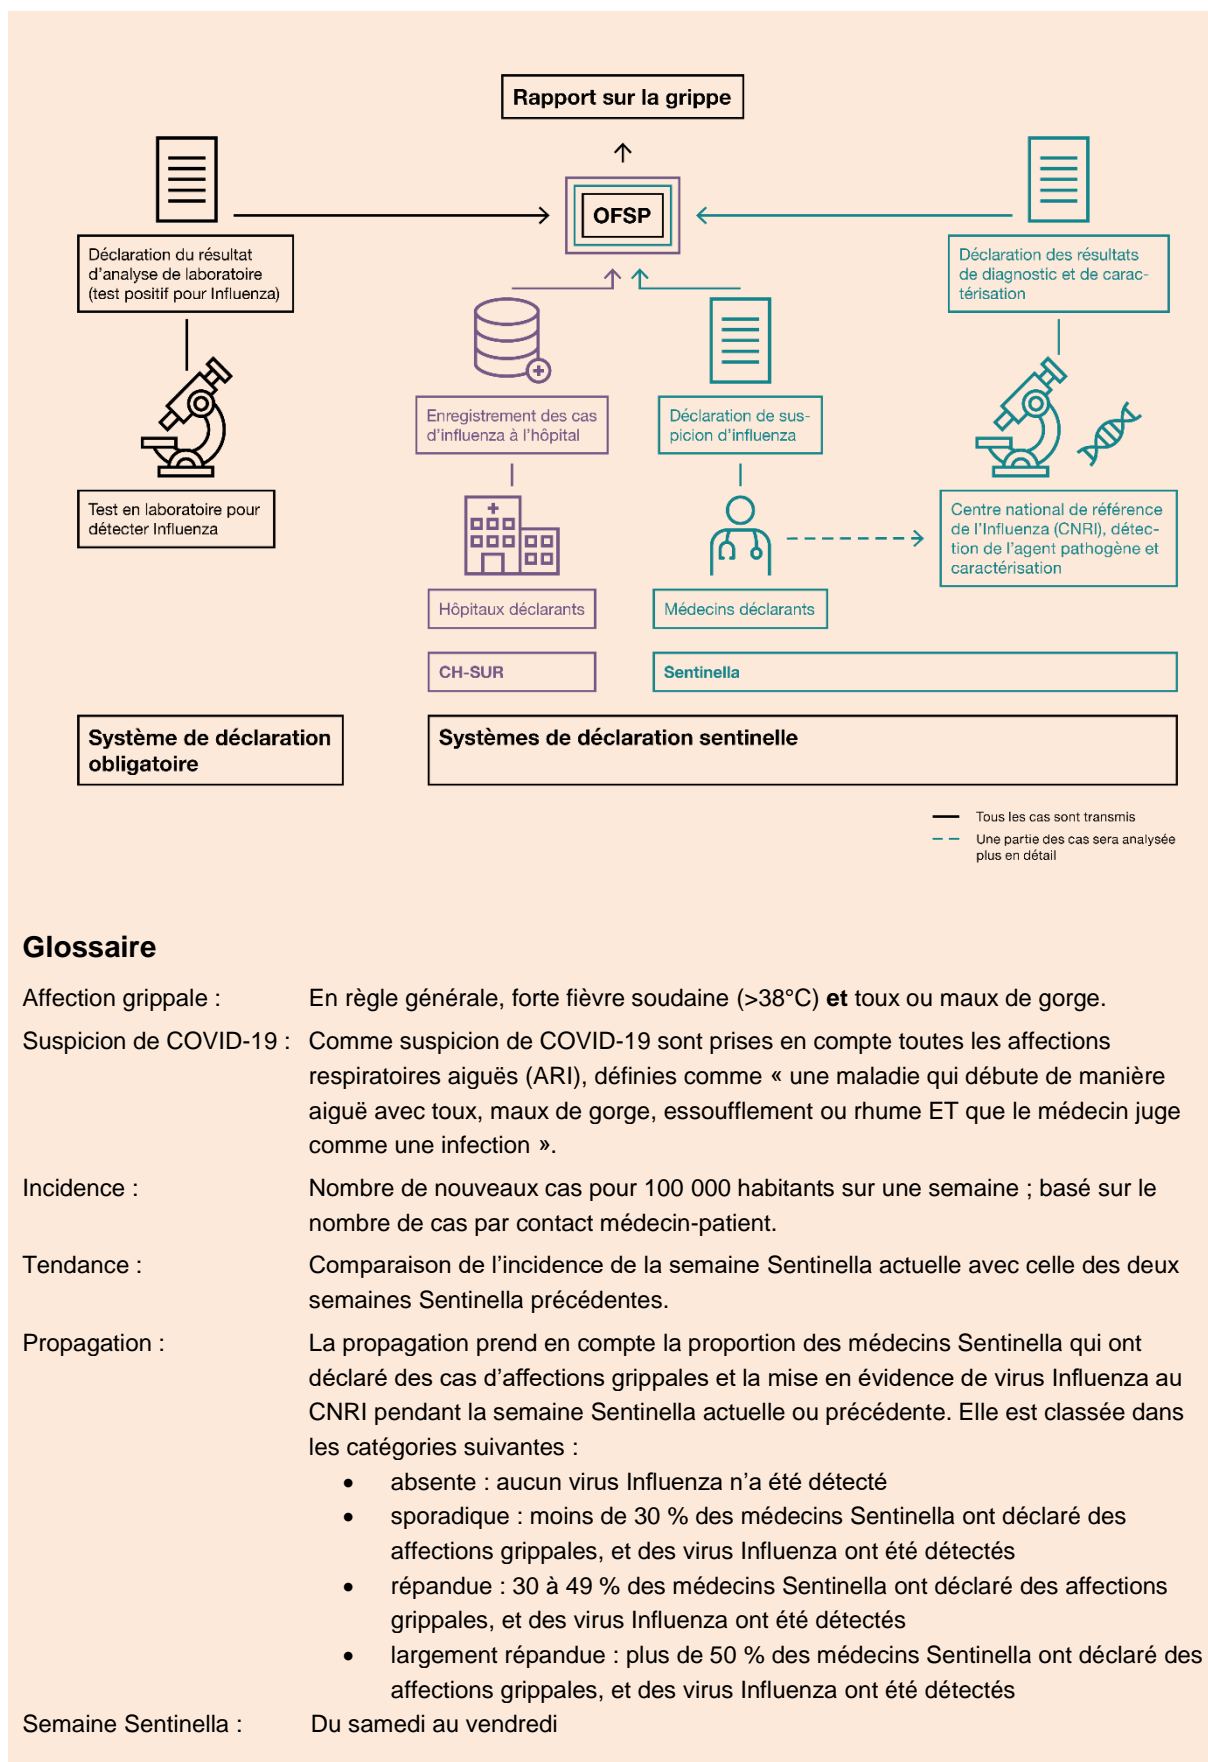 Rapport sur la grippe
OFSP
Déclaration du résultat
d’analyse de laboratoire
(test positif pour Influenza)
Déclaration des résultats
de diagnostic et de carac-
térisation
Enregistrement des cas
d’influenza à l’hôpital
Déclaration de sus-
picion d’influenza
Test en laboratoire pour
détecter Influenza
Centre national de référence
de l’Influenza (CNRI), détec-
tion de l’agent pathogène et
caractérisation
Hôpitaux déclarants
Médecins déclarants
CH-SUR
Sentinella
Système de déclaration
obligatoire
Systèmes de déclaration sentinelle
Tous les cas sont transmis
Une partie des cas sera analysée
plus en détail
Glossaire
Affection grippale : En règle générale, forte fièvre soudaine (>38°C) et toux ou maux de gorge.
Suspicion de COVID-19 : Comme suspicion de COVID-19 sont prises en compte toutes les affections
respiratoires aiguës (ARI), définies comme « une maladie qui débute de manière
aiguë avec toux, maux de gorge, essoufflement ou rhume ET que le médecin juge
comme une infection ».
Incidence : Nombre de nouveaux cas pour 100 000 habitants sur une semaine ; basé sur le
nombre de cas par contact médecin-patient.
Tendance : Comparaison de l’incidence de la semaine Sentinella actuelle avec celle des deux
semaines Sentinella précédentes.
Propagation : La propagation prend en compte la proportion des médecins Sentinella qui ont
déclaré des cas d’affections grippales et la mise en évidence de virus Influenza au
CNRI pendant la semaine Sentinella actuelle ou précédente. Elle est classée dans
les catégories suivantes :
• absente : aucun virus Influenza n’a été détecté
• sporadique : moins de 30 % des médecins Sentinella ont déclaré des
affections grippales, et des virus Influenza ont été détectés
• répandue : 30 à 49 % des médecins Sentinella ont déclaré des affections
grippales, et des virus Influenza ont été détectés
• largement répandue : plus de 50 % des médecins Sentinella ont déclaré des
affections grippales, et des virus Influenza ont été détectés
Semaine Sentinella : Du samedi au vendredi